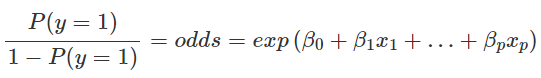 P(y = 1) / 1 − P(y = 1) = odds = exp (β₀ + β₁x₁ + … + βₚxₚ)